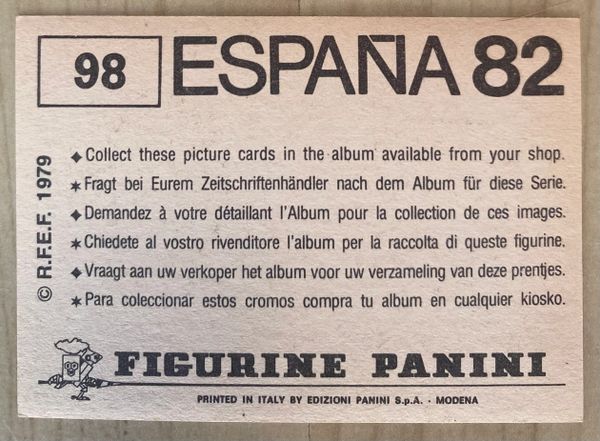 98
ESPAÑA 82
© R.F.E.F. 1979
◆ Collect these picture cards in the album available from your shop.
✶ Fragt bei Eurem Zeitschriftenhändler nach dem Album für diese Serie.
◆ Demandez à votre détaillant l'Album pour la collection de ces images.
✶ Chiedete al vostro rivenditore l'album per la raccolta di queste figurine.
◆ Vraagt aan uw verkoper het album voor uw verzameling van deze prentjes.
✶ Para coleccionar estos cromos compra tu album en cualquier kiosko.
FIGURINE PANINI
PRINTED IN ITALY BY EDIZIONI PANINI S.p.A. · MODENA